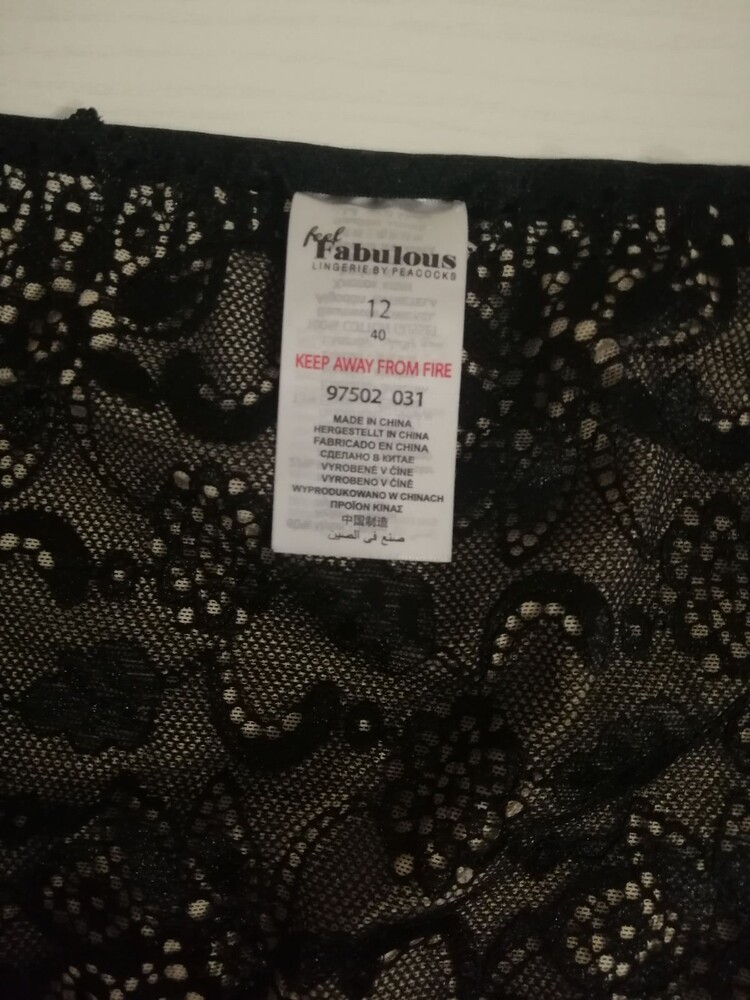 feel
Fabulous
LINGERIE BY PEACOCKS
12
40
KEEP AWAY FROM FIRE
97502 031
MADE IN CHINA
HERGESTELLT IN CHINA
FABRICADO EN CHINA
СДЕЛАНО В КИТАЕ
VYROBENÉ V ČÍNE
VYROBENO V ČÍNĚ
WYPRODUKOWANO W CHINACH
ΠΡΟΪΟΝ ΚΙΝΑΣ
中国制造
صنع في الصين